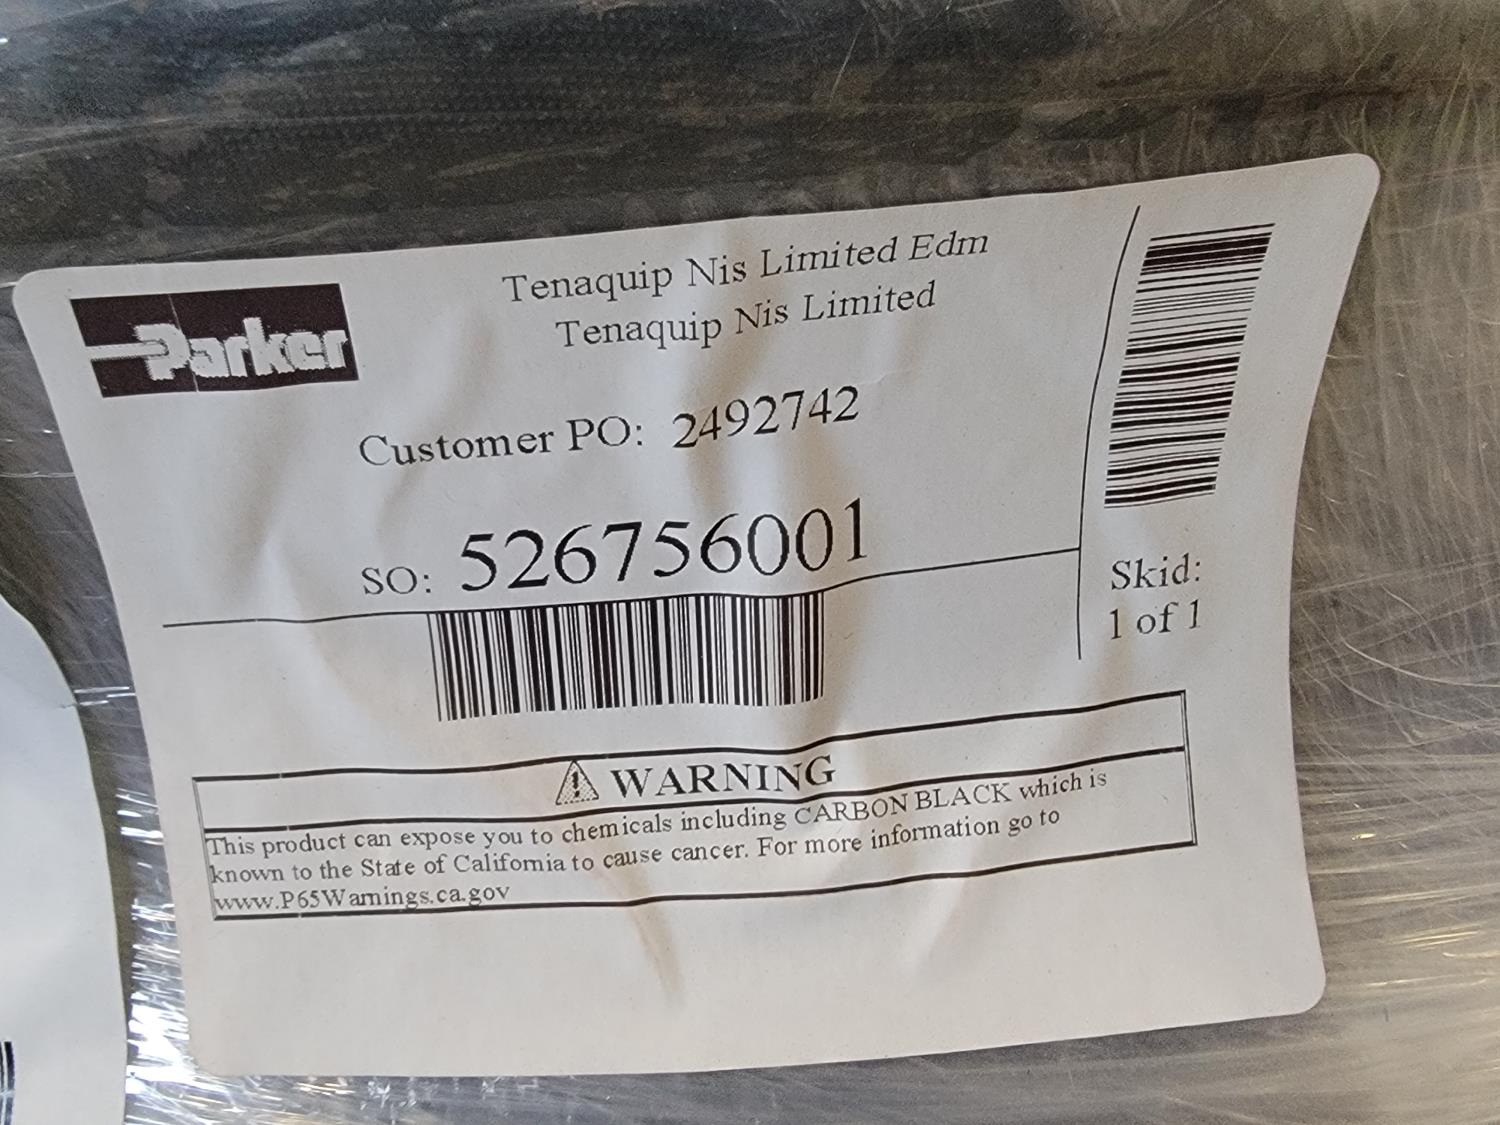 Parker
Tenaquip Nis Limited Edm
Tenaquip Nis Limited
Customer PO: 2492742
SO: 526756001
Skid:
1 of 1
WARNING
This product can expose you to chemicals including CARBON BLACK which is
known to the State of California to cause cancer. For more information go to
www.P65Warnings.ca.gov